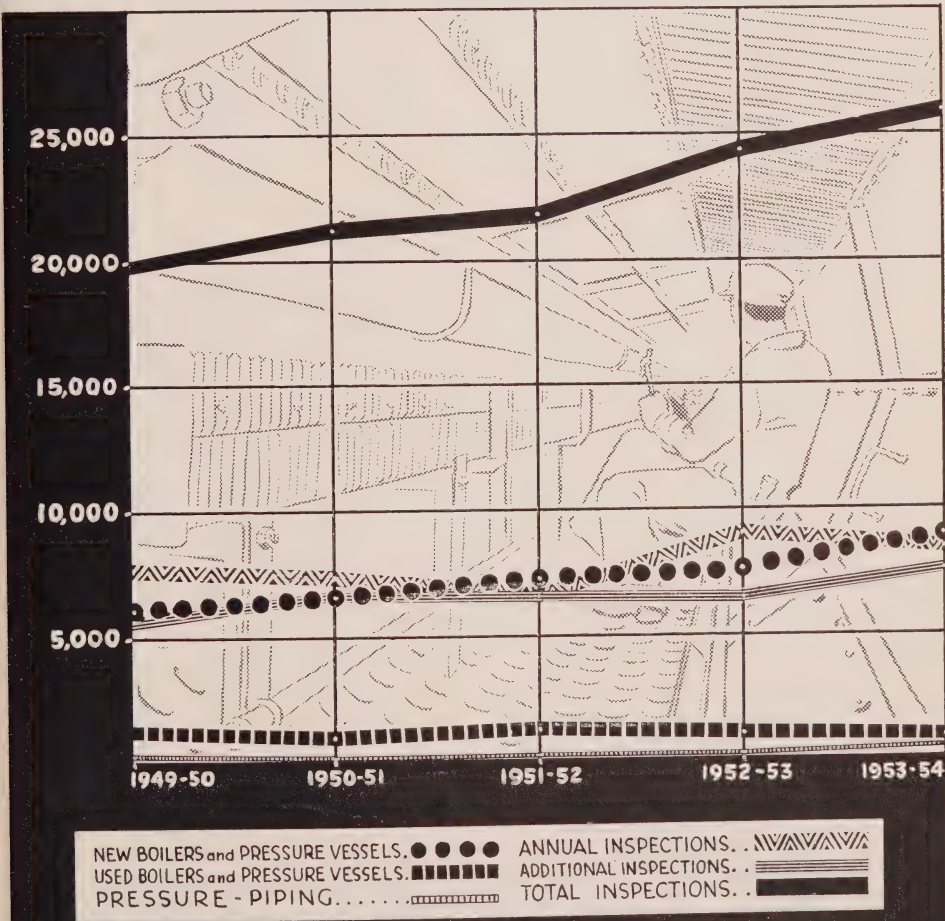 25,000
20,000
15,000
10,000
5,000
1949-50 1950-51 1951-52 1952-53 1953-54
NEW BOILERS and PRESSURE VESSELS. ANNUAL INSPECTIONS..
USED BOILERS and PRESSURE VESSELS. ADDITIONAL INSPECTIONS..
PRESSURE-PIPING....... TOTAL INSPECTIONS..